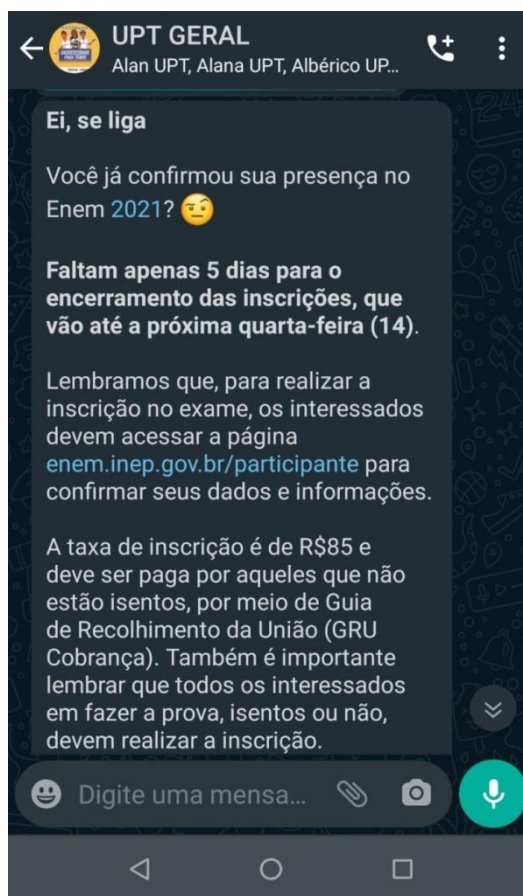 UPT GERAL
Alan UPT, Alana UPT, Albérico UP...
Ei, se liga
Você já confirmou sua presença no
Enem 2021? 🤨
Faltam apenas 5 dias para o
encerramento das inscrições, que
vão até a próxima quarta-feira (14).
Lembramos que, para realizar a
inscrição no exame, os interessados
devem acessar a página
enem.inep.gov.br/participante para
confirmar seus dados e informações.
A taxa de inscrição é de R$85 e
deve ser paga por aqueles que não
estão isentos, por meio de Guia
de Recolhimento da União (GRU
Cobrança). Também é importante
lembrar que todos os interessados
em fazer a prova, isentos ou não,
devem realizar a inscrição.
Digite uma mensa...